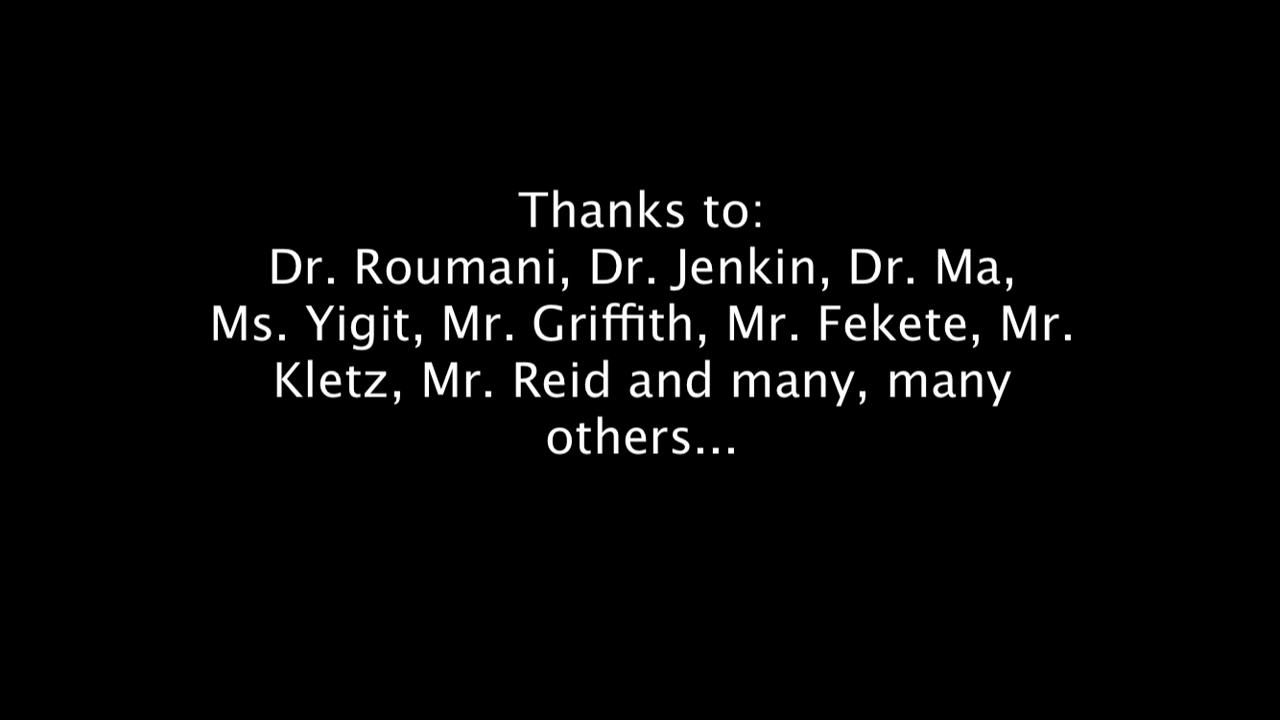 Thanks to:
Dr. Roumani, Dr. Jenkin, Dr. Ma,
Ms. Yigit, Mr. Griffith, Mr. Fekete, Mr.
Kletz, Mr. Reid and many, many
others...